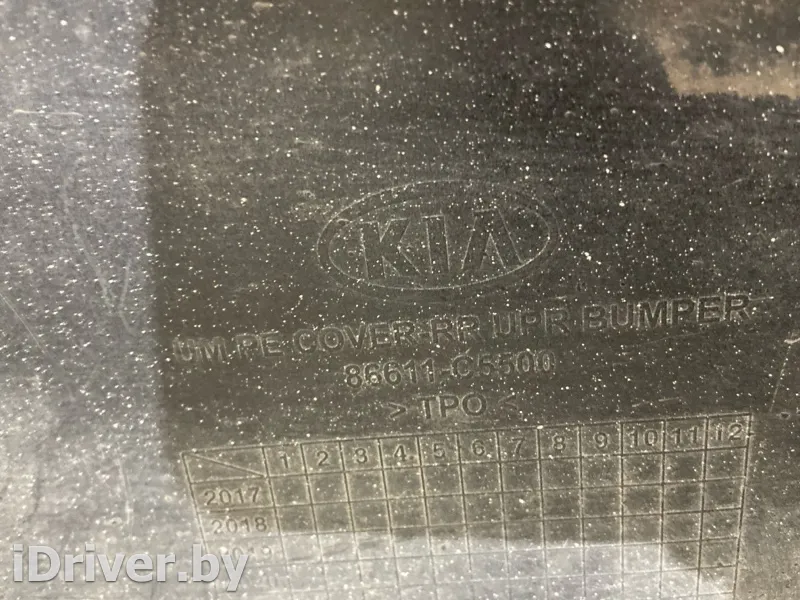 KIA
UM PE COVER-RR UPR BUMPER
86611-C5500
> TPO <
1 2 3 4 5 6 7 8 9 10 11 12
2017
2018
iDriver.by